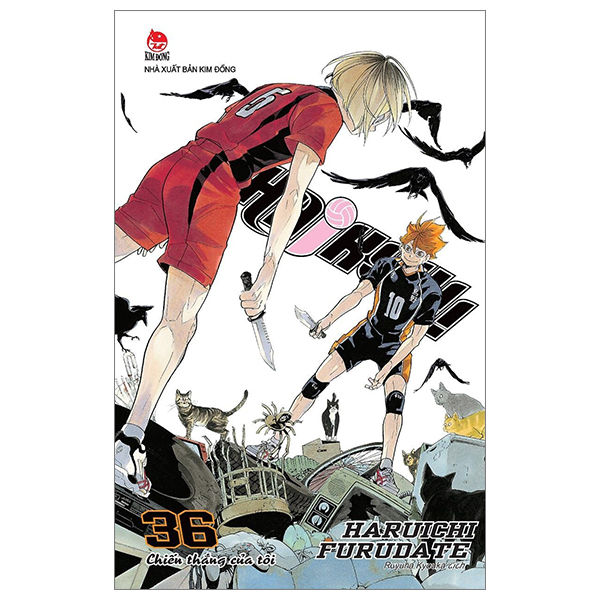 KIM ĐỒNG
NHÀ XUẤT BẢN KIM ĐỒNG
5
HAIKYU!!
10
36
Chiến thắng của tôi
HARUICHI
FURUDATE
Ruyuha Kyouka dịch